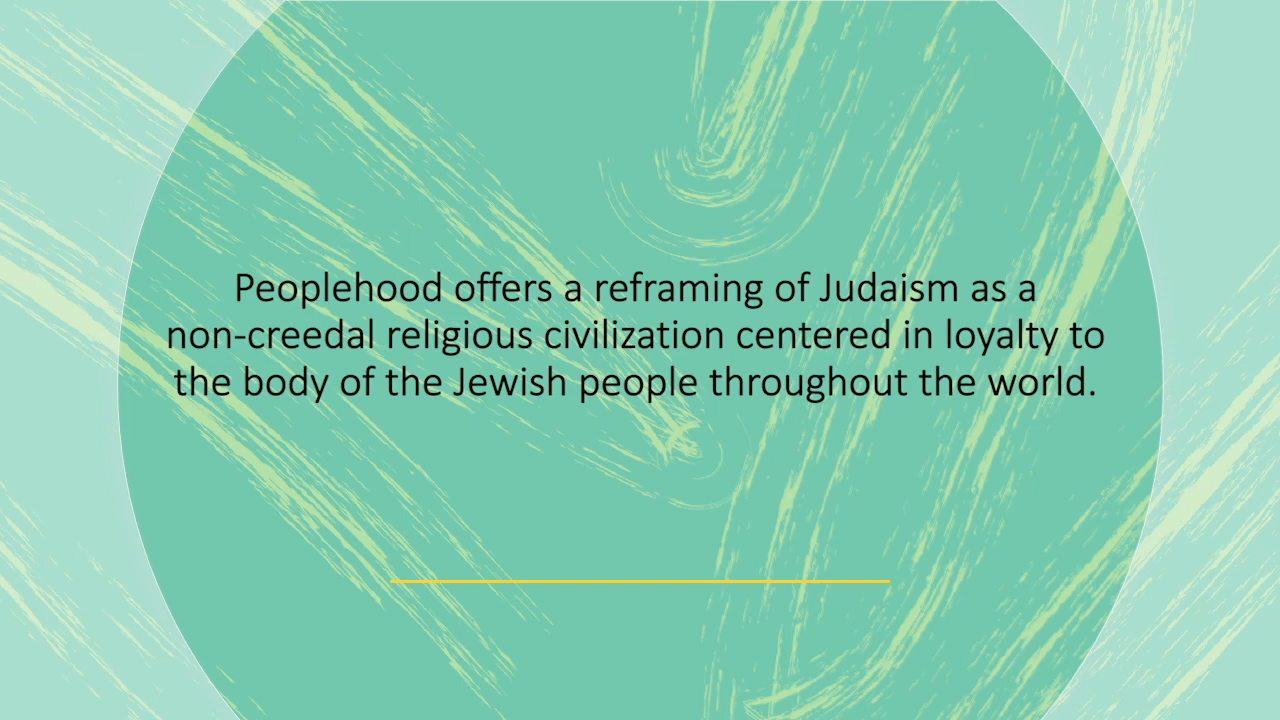 Peoplehood offers a reframing of Judaism as a
non-creedal religious civilization centered in loyalty to
the body of the Jewish people throughout the world.